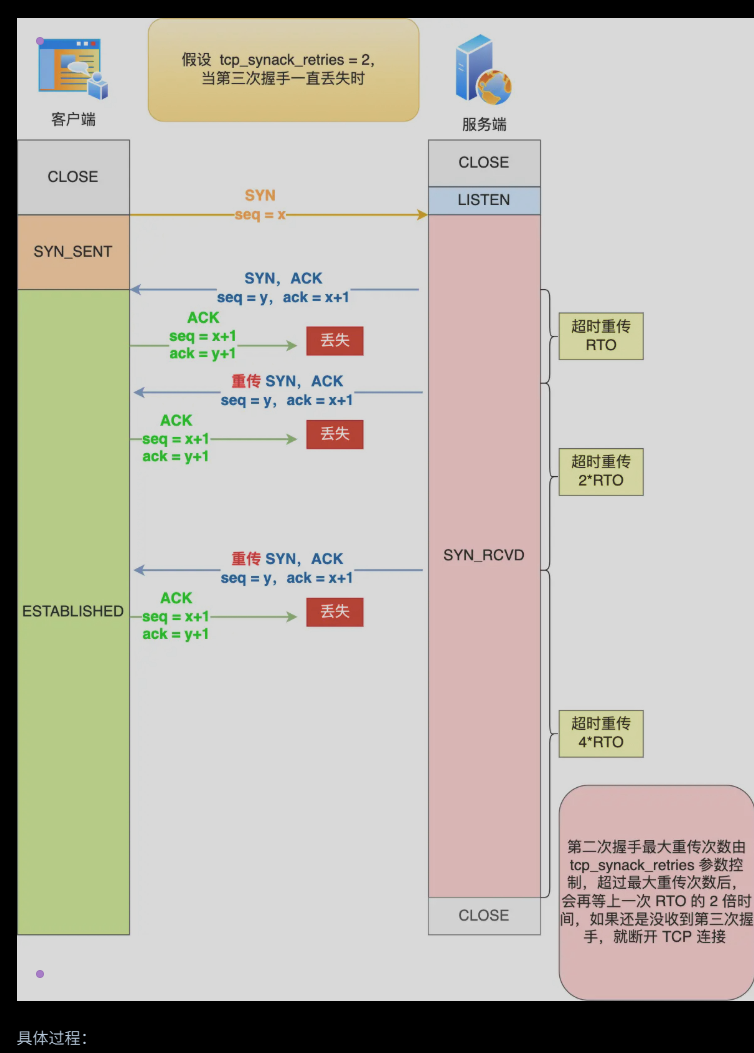 假设 tcp_synack_retries = 2，
当第三次握手一直丢失时
客户端
服务端
CLOSE
CLOSE
LISTEN
SYN
seq = x
SYN_SENT
SYN，ACK
seq = y，ack = x+1
ACK
seq = x+1
ack = y+1
丢失
超时重传
RTO
重传 SYN，ACK
seq = y，ack = x+1
ACK
seq = x+1
ack = y+1
丢失
超时重传
2*RTO
重传 SYN，ACK
seq = y，ack = x+1
SYN_RCVD
ACK
seq = x+1
ack = y+1
丢失
ESTABLISHED
超时重传
4*RTO
第二次握手最大重传次数由
tcp_synack_retries 参数控
制，超过最大重传次数后，
会再等上一次 RTO 的 2 倍时
间，如果还是没收到第三次握
手，就断开 TCP 连接
CLOSE
具体过程：